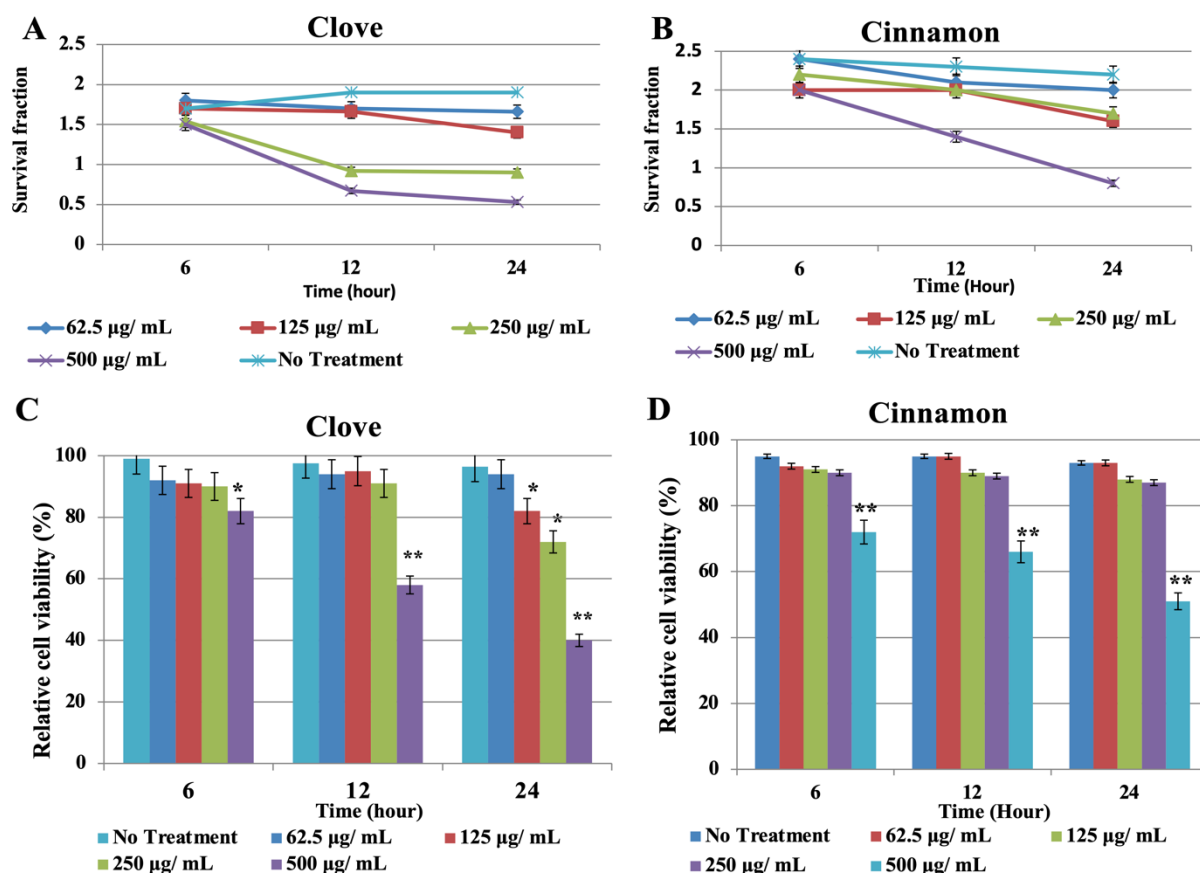 A
Clove
2.5
2
1.5
1
0.5
0
Survival fraction
6 12 24
Time (hour)
62.5 µg/ mL 125 µg/ mL 250 µg/ mL
500 µg/ mL No Treatment
B
Cinnamon
2.5
2
1.5
1
0.5
0
Survival fraction
6 12 24
Time (Hour)
62.5 µg/ mL 125 µg/ mL 250 µg/ mL
500 µg/ mL No Treatment
C
Clove
100
80
60
40
20
0
Relative cell viability (%)
*
**
*
*
**
6 12 24
Time (hour)
No Treatment 62.5 µg/ mL 125 µg/ mL
250 µg/ mL 500 µg/ mL
D
Cinnamon
100
80
60
40
20
0
Relative cell viability (%)
**
**
**
6 12 24
Time (Hour)
No Treatment 62.5 µg/ mL 125 µg/ mL
250 µg/ mL 500 µg/ mL